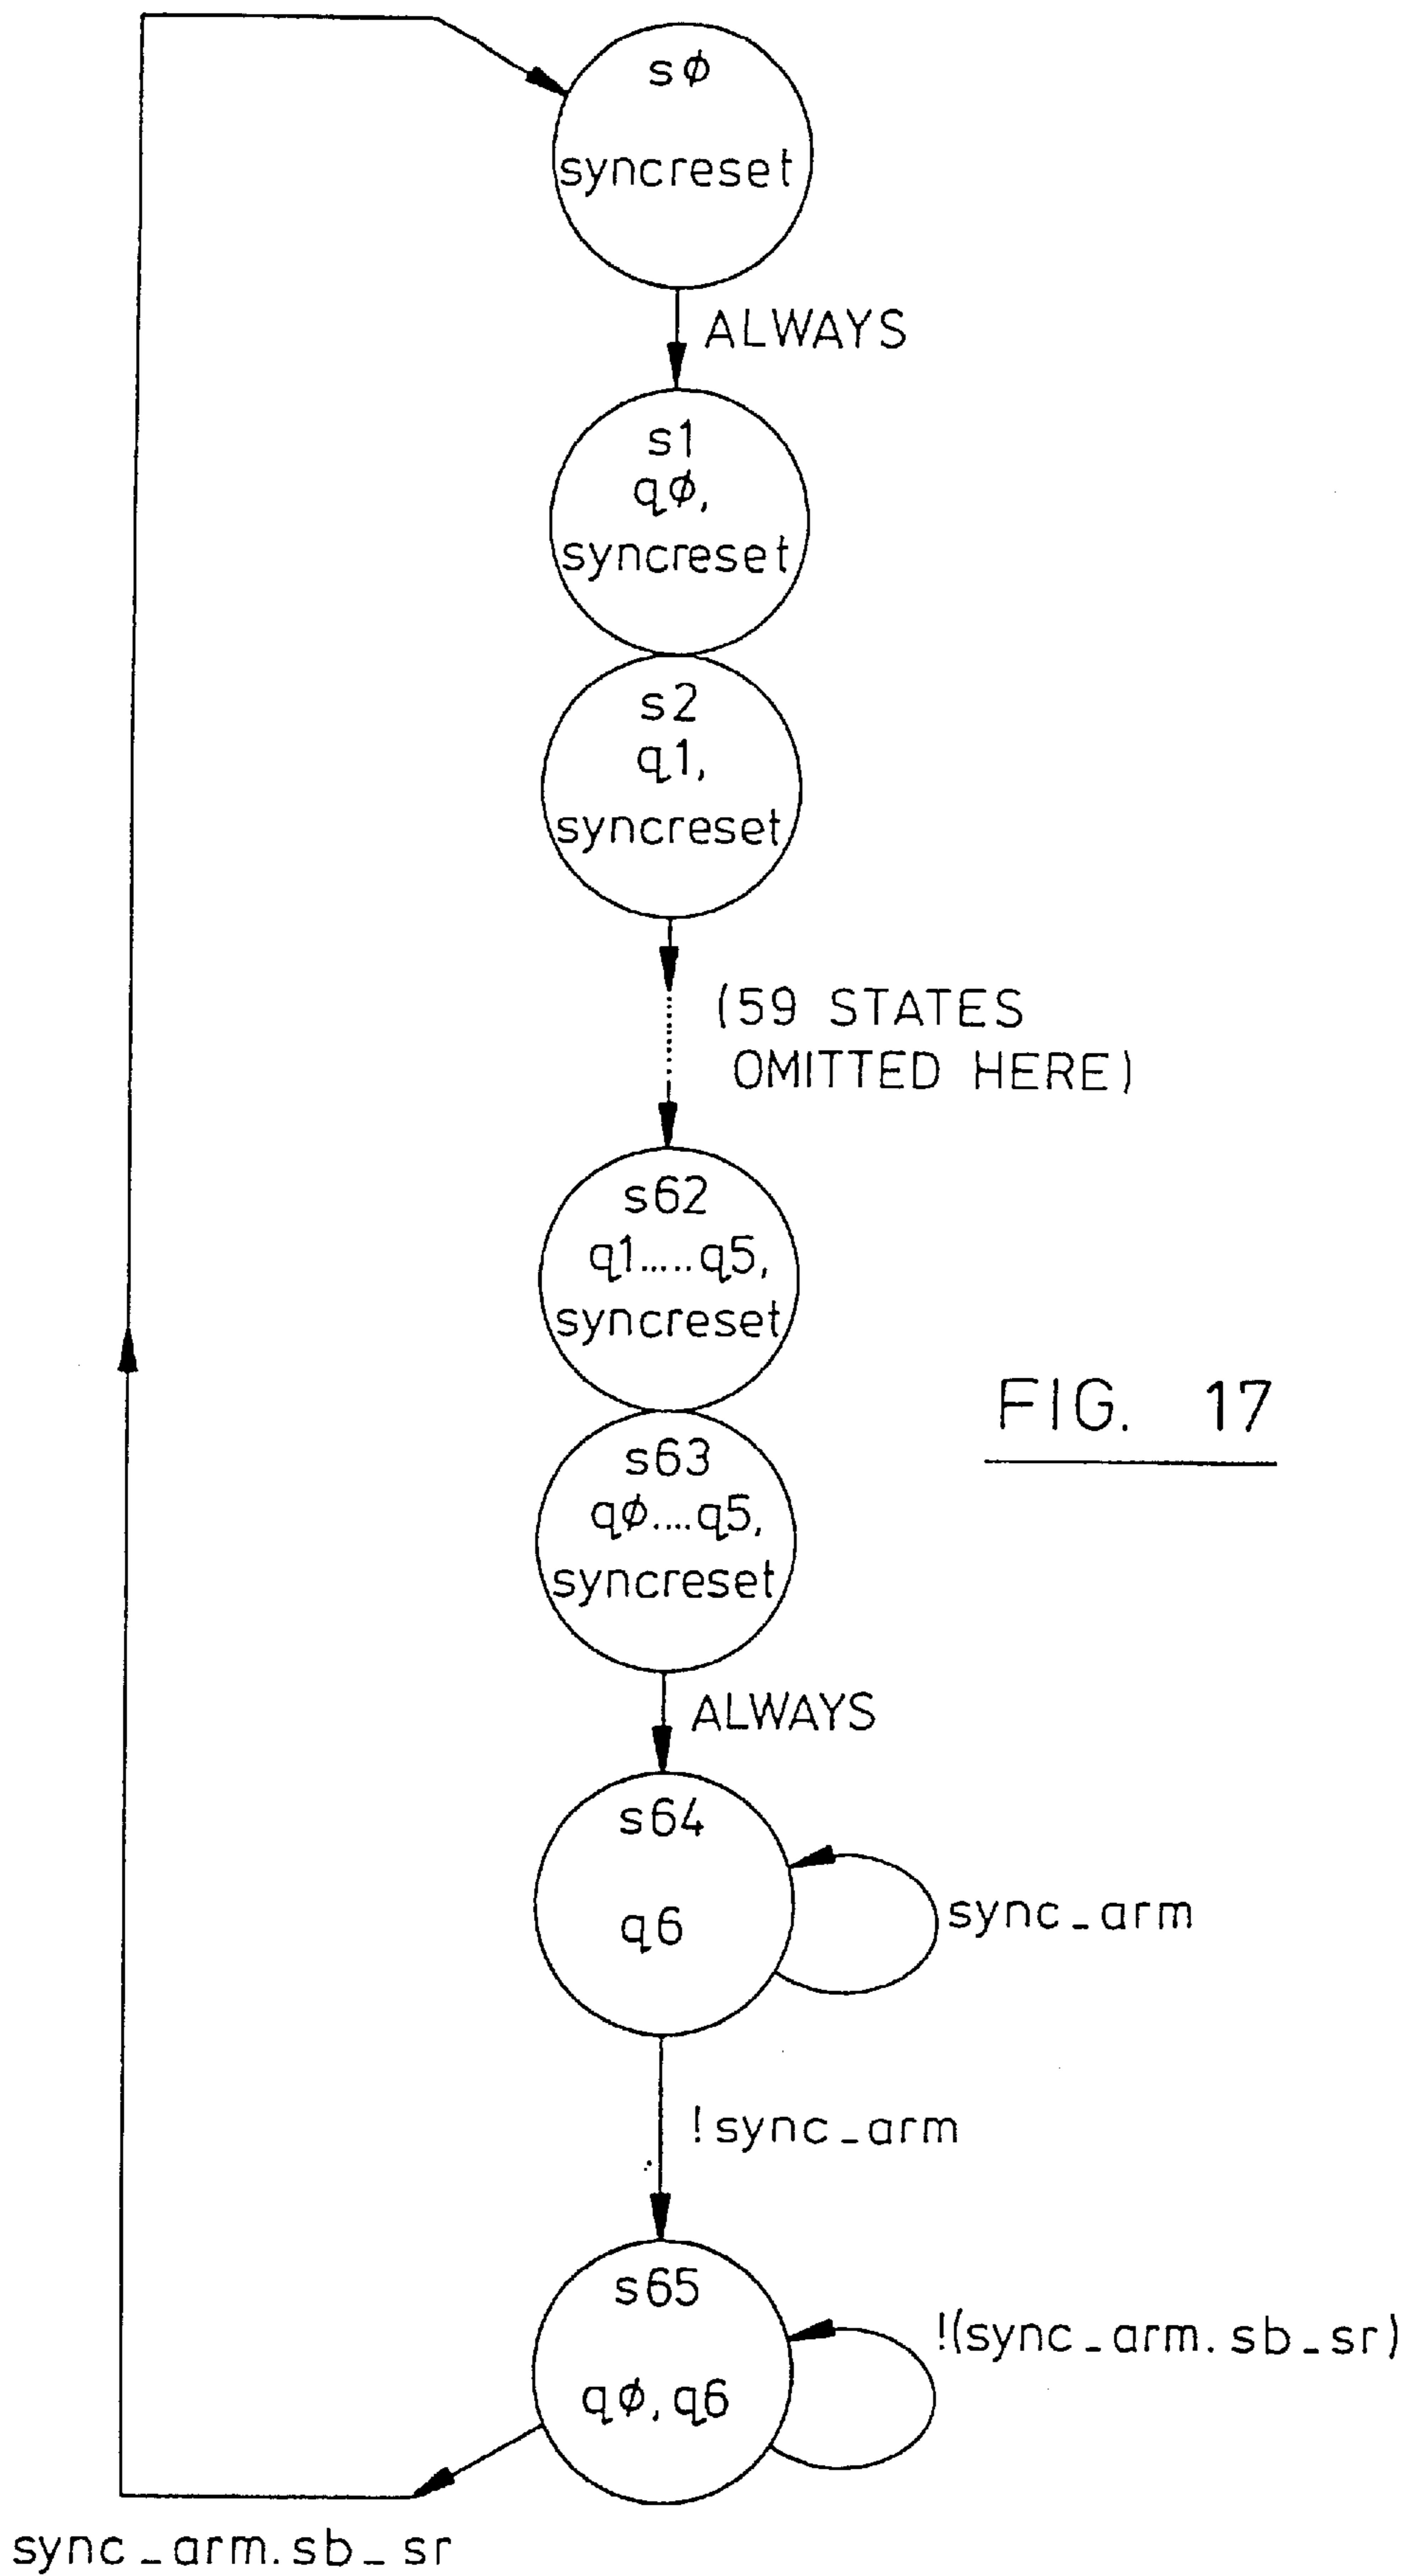 sϕ
syncreset
ALWAYS
s1
qϕ,
syncreset
s2
q1,
syncreset
(59 STATES
OMITTED HERE)
s62
q1.....q5,
syncreset
FIG. 17
s63
qϕ....q5,
syncreset
ALWAYS
s64
q6
sync_arm
!sync_arm
s65
qϕ,q6
!(sync_arm.sb_sr)
sync_arm.sb_sr